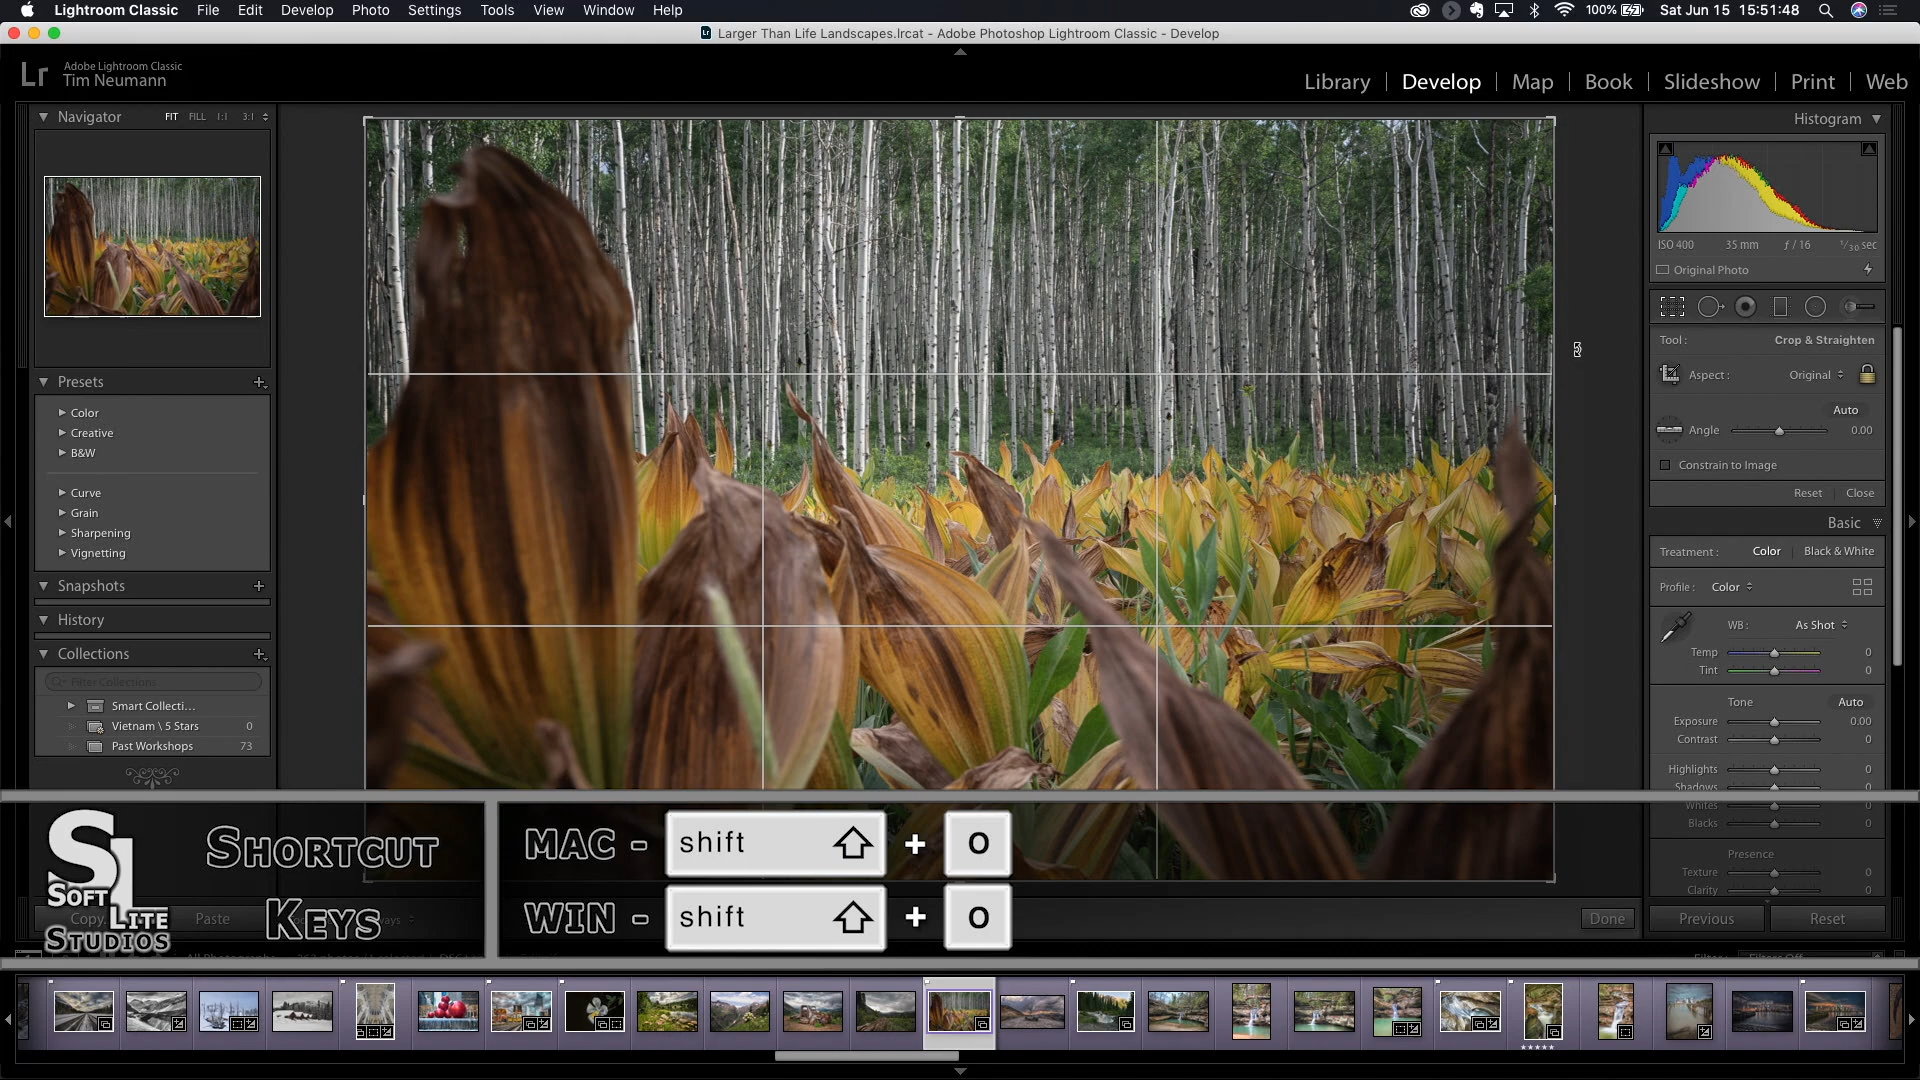 Lightroom Classic File Edit Develop Photo Settings Tools View Window Help 100% Sat Jun 15 15:51:48
Lr Larger Than Life Landscapes.lrcat - Adobe Photoshop Lightroom Classic - Develop
Lr Adobe Lightroom Classic
Tim Neumann
Library | Develop | Map | Book | Slideshow | Print | Web
Navigator FIT FILL 1:1 3:1
Presets +
Color
Creative
B&W
Curve
Grain
Sharpening
Vignetting
Snapshots +
History
Collections +
Filter Collections
Smart Collecti...
Vietnam \ 5 Stars 0
Past Workshops 73
Copy.
Paste
Histogram
ISO 400 35 mm ƒ / 16 1/30 sec
Original Photo
Tool : Crop & Straighten
Aspect : Original
Auto
Angle 0.00
Constrain to Image
Reset Close
Basic
Treatment : Color Black & White
Profile : Color
WB : As Shot
Temp 0
Tint 0
Tone Auto
Exposure 0.00
Contrast 0
Highlights 0
Shadows
Whites 0
Blacks 0
Presence
Texture 0
Clarity 0
Done Previous Reset
SL
SOFT
LITE
STUDIOS
SHORTCUT
KEYS
MAC - shift + O
WIN - shift + O